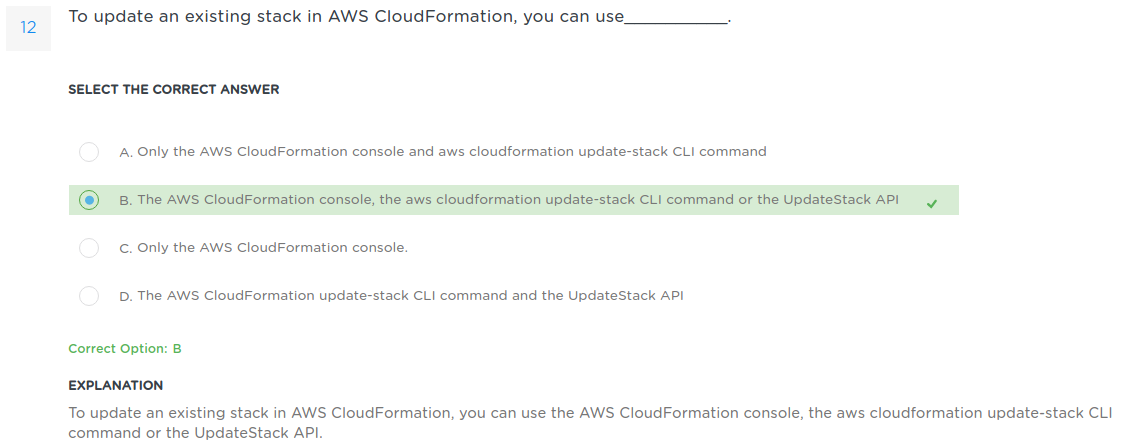 12
To update an existing stack in AWS CloudFormation, you can use____________.
SELECT THE CORRECT ANSWER
A. Only the AWS CloudFormation console and aws cloudformation update-stack CLI command
B. The AWS CloudFormation console, the aws cloudformation update-stack CLI command or the UpdateStack API
C. Only the AWS CloudFormation console.
D. The AWS CloudFormation update-stack CLI command and the UpdateStack API
Correct Option: B
EXPLANATION
To update an existing stack in AWS CloudFormation, you can use the AWS CloudFormation console, the aws cloudformation update-stack CLI
command or the UpdateStack API.